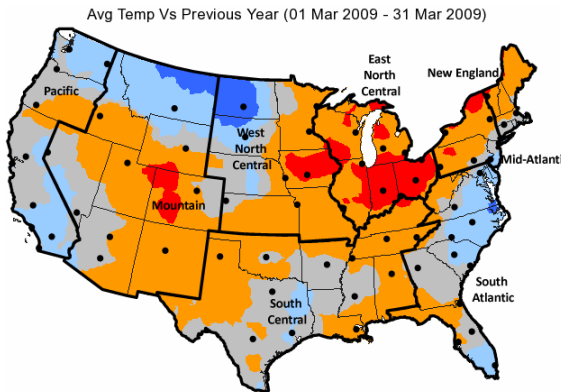 Avg Temp Vs Previous Year (01 Mar 2009 - 31 Mar 2009)
East
North
Central
New England
Pacific
West
North
Central
Mid-Atlanti
Mountain
South
Central
South
Atlantic